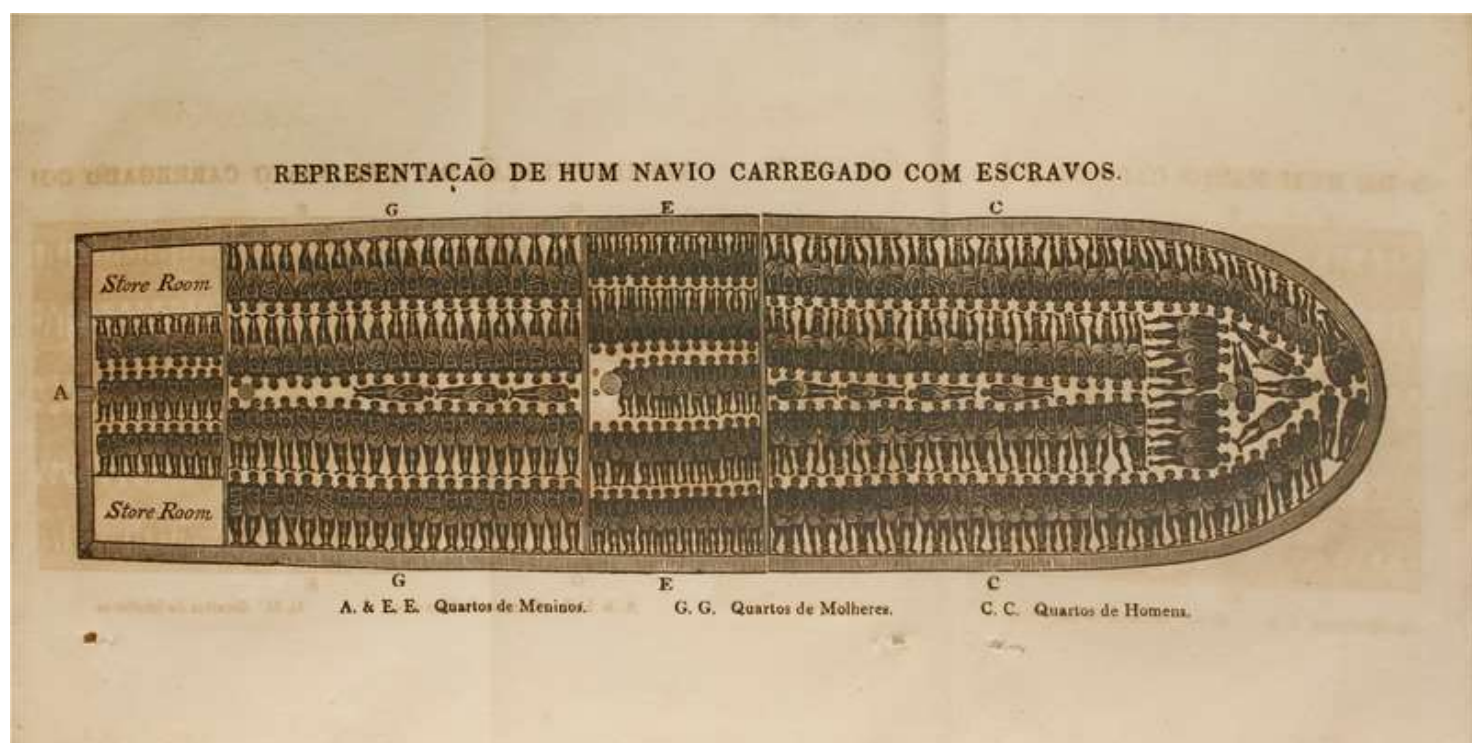 REPRESENTAÇÃO DE HUM NAVIO CARREGADO COM ESCRAVOS.
G E C
Store Room
A
Store Room
G E C
A. & E. E. Quartos de Meninos. G. G. Quartos de Molheres. C. C. Quartos de Homens.